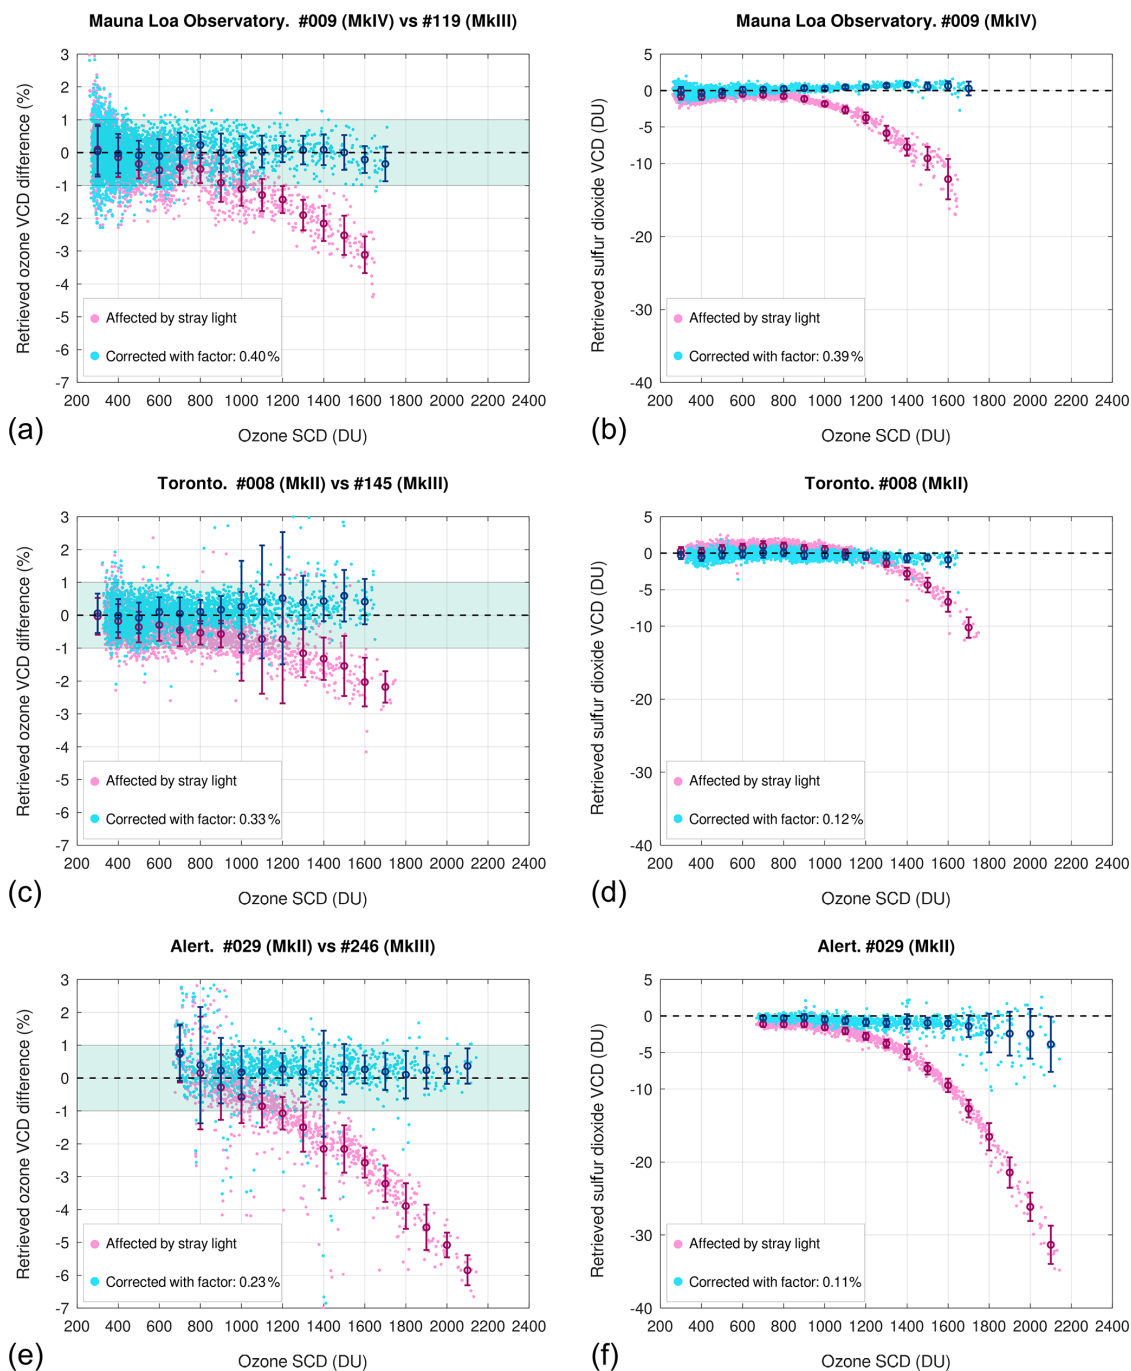 Mauna Loa Observatory.  #009 (MkIV) vs #119 (MkIII)
Retrieved ozone VCD difference (%)
3
2
1
0
-1
-2
-3
-4
-5
-6
-7
Affected by stray light
Corrected with factor: 0.40 %
200 400 600 800 1000 1200 1400 1600 1800 2000 2200 2400
Ozone SCD (DU)
(a)
Mauna Loa Observatory. #009 (MkIV)
Retrieved sulfur dioxide VCD (DU)
5
0
-5
-10
-20
-30
-40
Affected by stray light
Corrected with factor: 0.39 %
200 400 600 800 1000 1200 1400 1600 1800 2000 2200 2400
Ozone SCD (DU)
(b)
Toronto.  #008 (MkII) vs #145 (MkIII)
Retrieved ozone VCD difference (%)
3
2
1
0
-1
-2
-3
-4
-5
-6
-7
Affected by stray light
Corrected with factor: 0.33 %
200 400 600 800 1000 1200 1400 1600 1800 2000 2200 2400
Ozone SCD (DU)
(c)
Toronto. #008 (MkII)
Retrieved sulfur dioxide VCD (DU)
5
0
-5
-10
-20
-30
-40
Affected by stray light
Corrected with factor: 0.12 %
200 400 600 800 1000 1200 1400 1600 1800 2000 2200 2400
Ozone SCD (DU)
(d)
Alert.  #029 (MkII) vs #246 (MkIII)
Retrieved ozone VCD difference (%)
3
2
1
0
-1
-2
-3
-4
-5
-6
-7
Affected by stray light
Corrected with factor: 0.23 %
200 400 600 800 1000 1200 1400 1600 1800 2000 2200 2400
Ozone SCD (DU)
(e)
Alert. #029 (MkII)
Retrieved sulfur dioxide VCD (DU)
5
0
-5
-10
-20
-30
-40
Affected by stray light
Corrected with factor: 0.11%
200 400 600 800 1000 1200 1400 1600 1800 2000 2200 2400
Ozone SCD (DU)
(f)